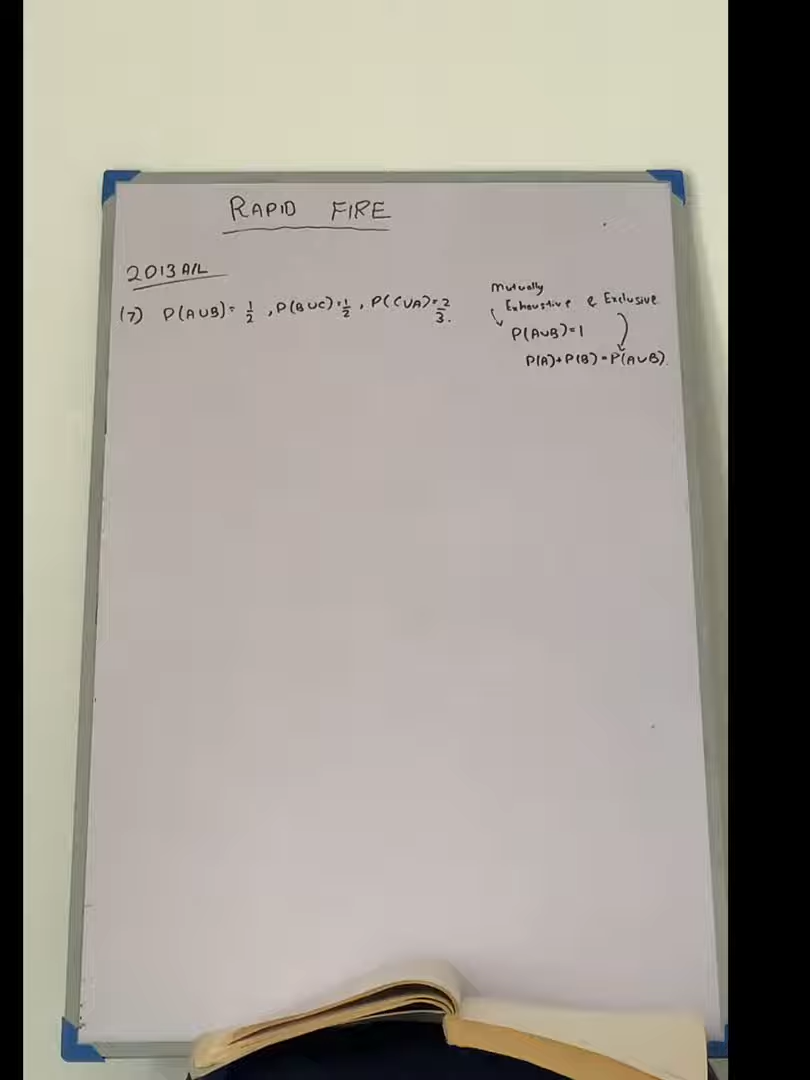 RAPID FIRE
2013 A/L
(7) P(A∪B) = 1/2 , P(B∪C) = 1/2 , P(C∪A) = 2/3.
Mutually
Exhaustive & Exclusive
P(A∪B) = 1
P(A) + P(B) = P(A∪B).